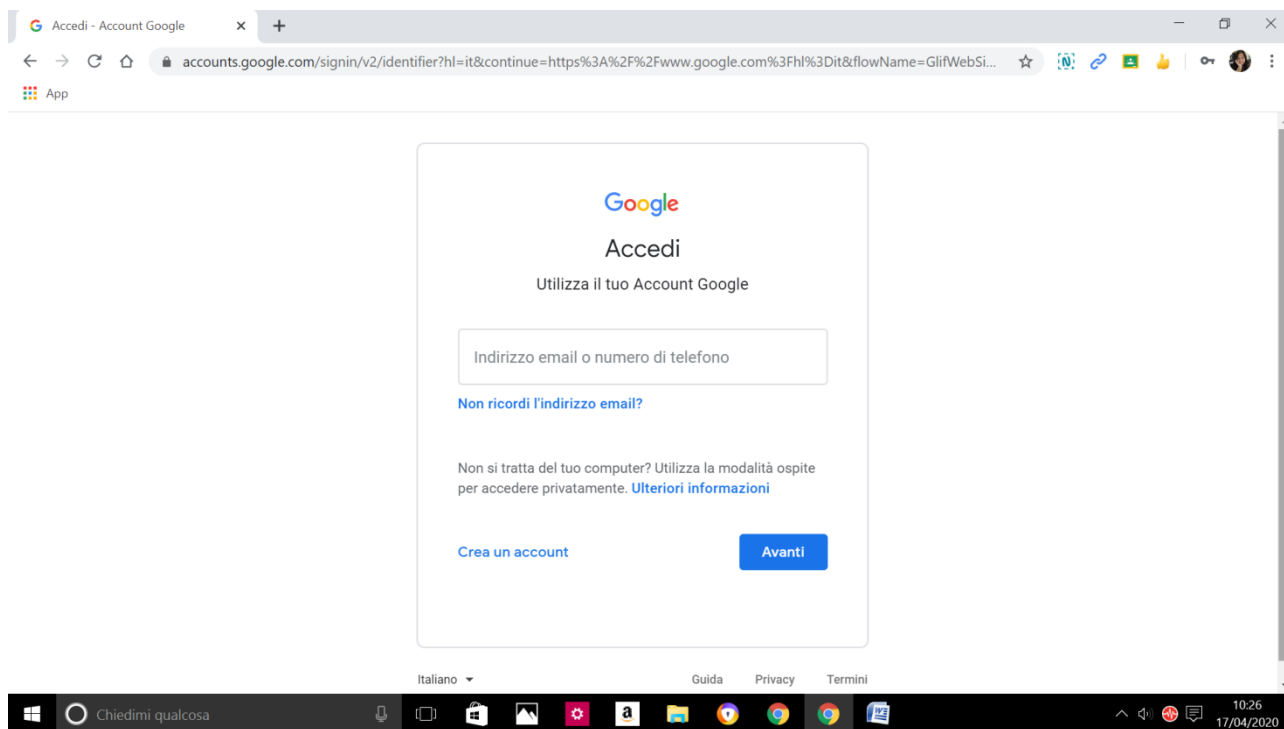 Accedi - Account Google
accounts.google.com/signin/v2/identifier?hl=it&continue=https%3A%2F%2Fwww.google.com%3Fhl%3Dit&flowName=GlifWebSi...
App
Google
Accedi
Utilizza il tuo Account Google
Indirizzo email o numero di telefono
Non ricordi l'indirizzo email?
Non si tratta del tuo computer? Utilizza la modalità ospite
per accedere privatamente. Ulteriori informazioni
Crea un account Avanti
Italiano Guida Privacy Termini
Chiedimi qualcosa
10:26
17/04/2020